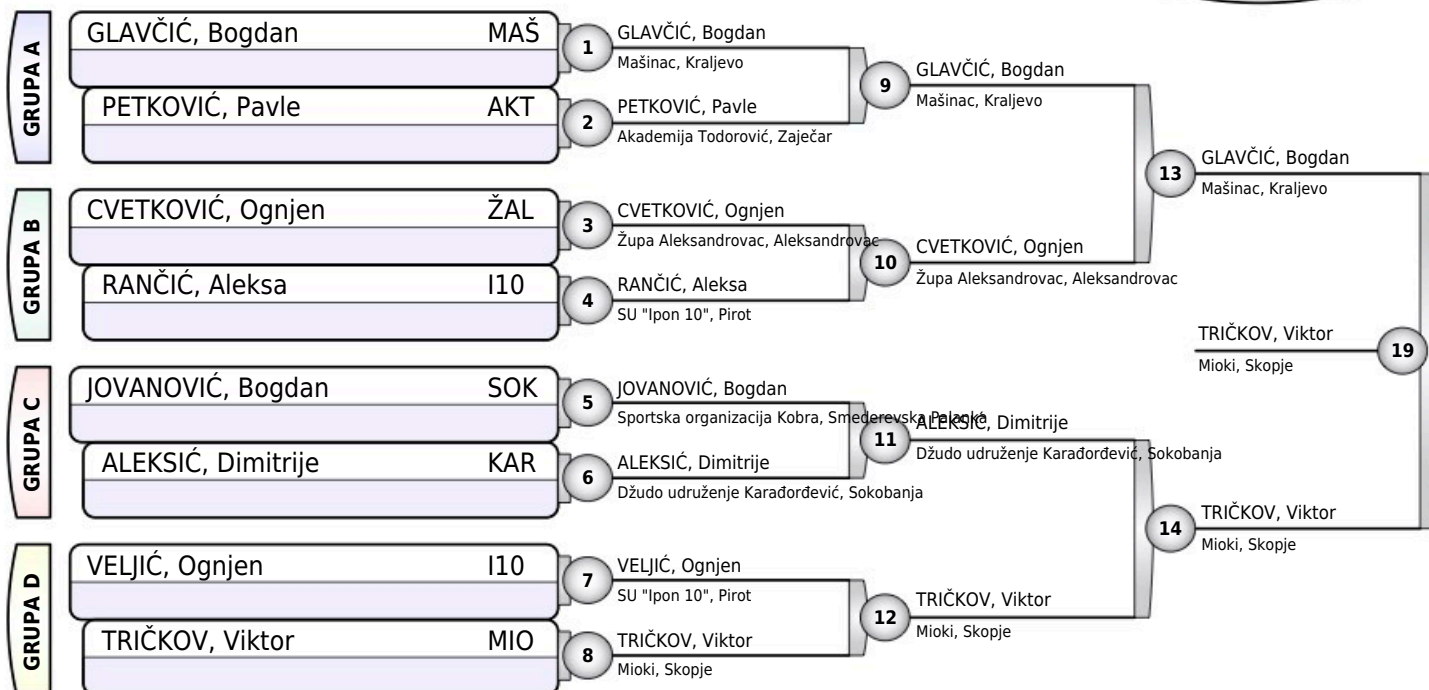 GRUPA A
GLAVČIĆ, Bogdan MAŠ
PETKOVIĆ, Pavle AKT
GRUPA B
CVETKOVIĆ, Ognjen ŽAL
RANČIĆ, Aleksa I10
GRUPA C
JOVANOVIĆ, Bogdan SOK
ALEKSIĆ, Dimitrije KAR
GRUPA D
VELJIĆ, Ognjen I10
TRIČKOV, Viktor MIO
1
GLAVČIĆ, Bogdan
Mašinac, Kraljevo
2
PETKOVIĆ, Pavle
Akademija Todorović, Zaječar
3
CVETKOVIĆ, Ognjen
Župa Aleksandrovac, Aleksandrovac
4
RANČIĆ, Aleksa
SU "Ipon 10", Pirot
5
JOVANOVIĆ, Bogdan
Sportska organizacija Kobra, Smederevska Palanka
6
ALEKSIĆ, Dimitrije
Džudo udruženje Karađorđević, Sokobanja
7
VELJIĆ, Ognjen
SU "Ipon 10", Pirot
8
TRIČKOV, Viktor
Mioki, Skopje
9
GLAVČIĆ, Bogdan
Mašinac, Kraljevo
10
CVETKOVIĆ, Ognjen
Župa Aleksandrovac, Aleksandrovac
11
ALEKSIĆ, Dimitrije
Džudo udruženje Karađorđević, Sokobanja
12
TRIČKOV, Viktor
Mioki, Skopje
13
GLAVČIĆ, Bogdan
Mašinac, Kraljevo
14
TRIČKOV, Viktor
Mioki, Skopje
TRIČKOV, Viktor
Mioki, Skopje
19